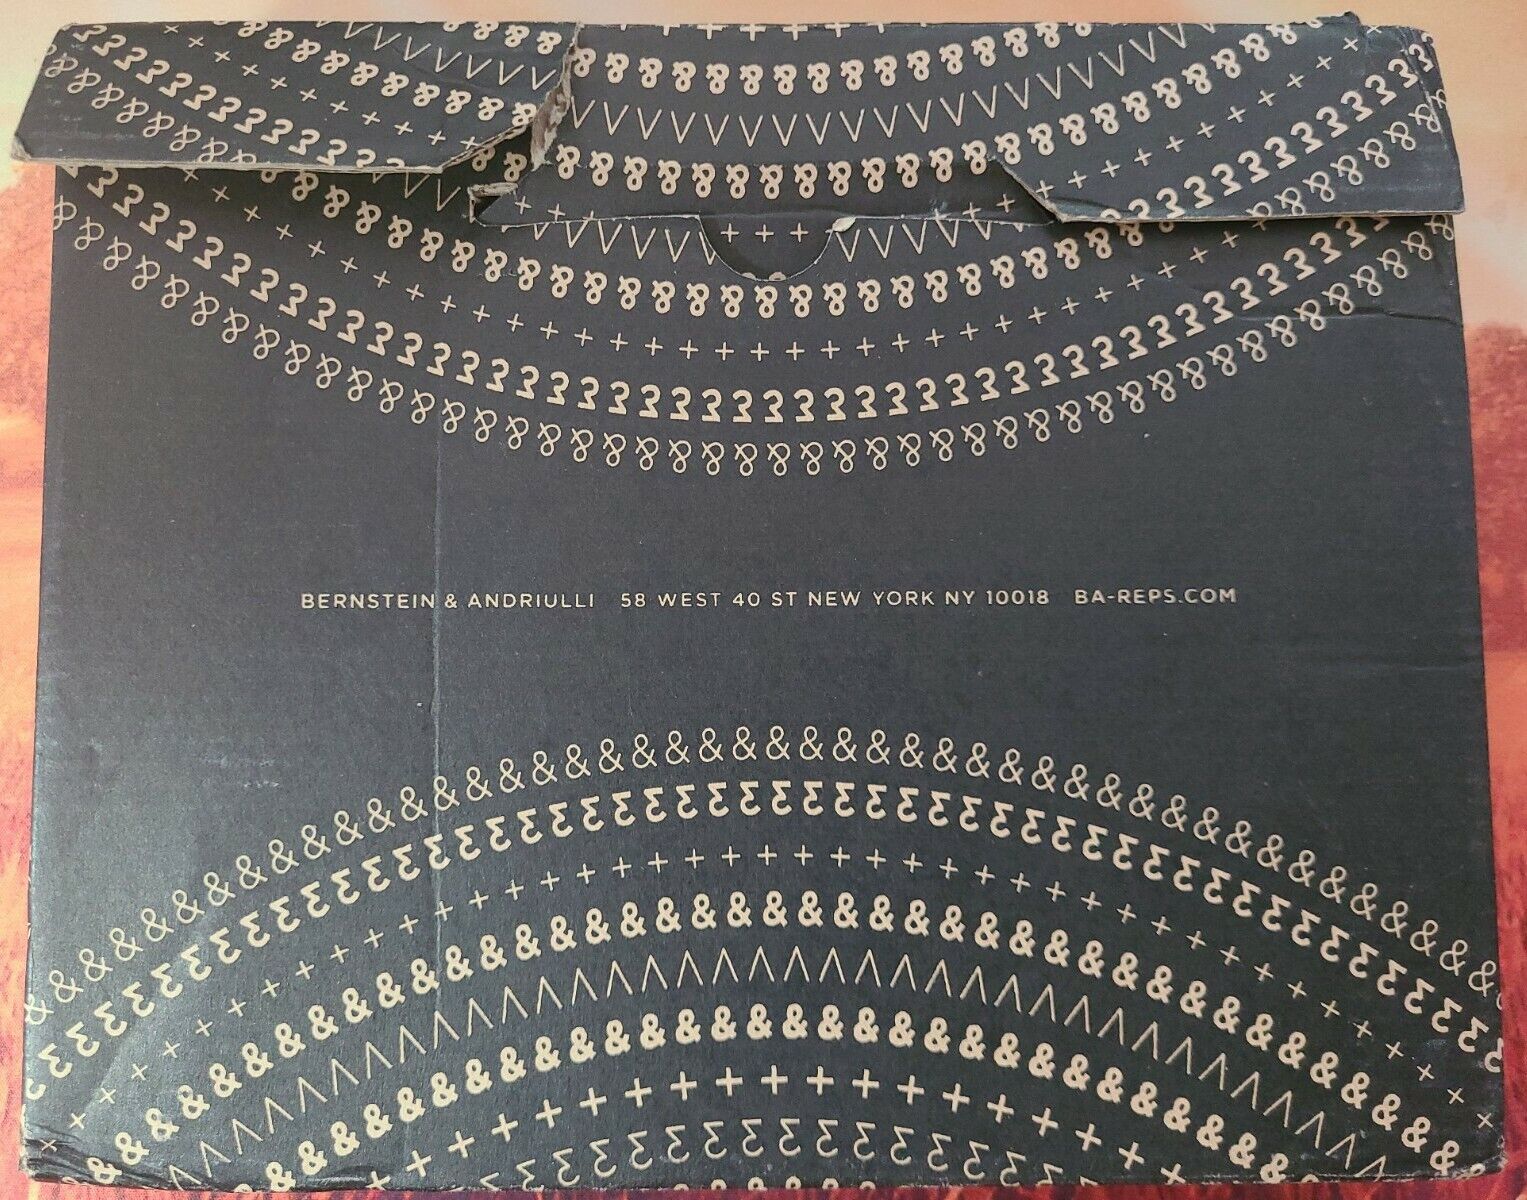 BERNSTEIN & ANDRIULLI 58 WEST 40 ST NEW YORK NY 10018 BA-REPS.COM